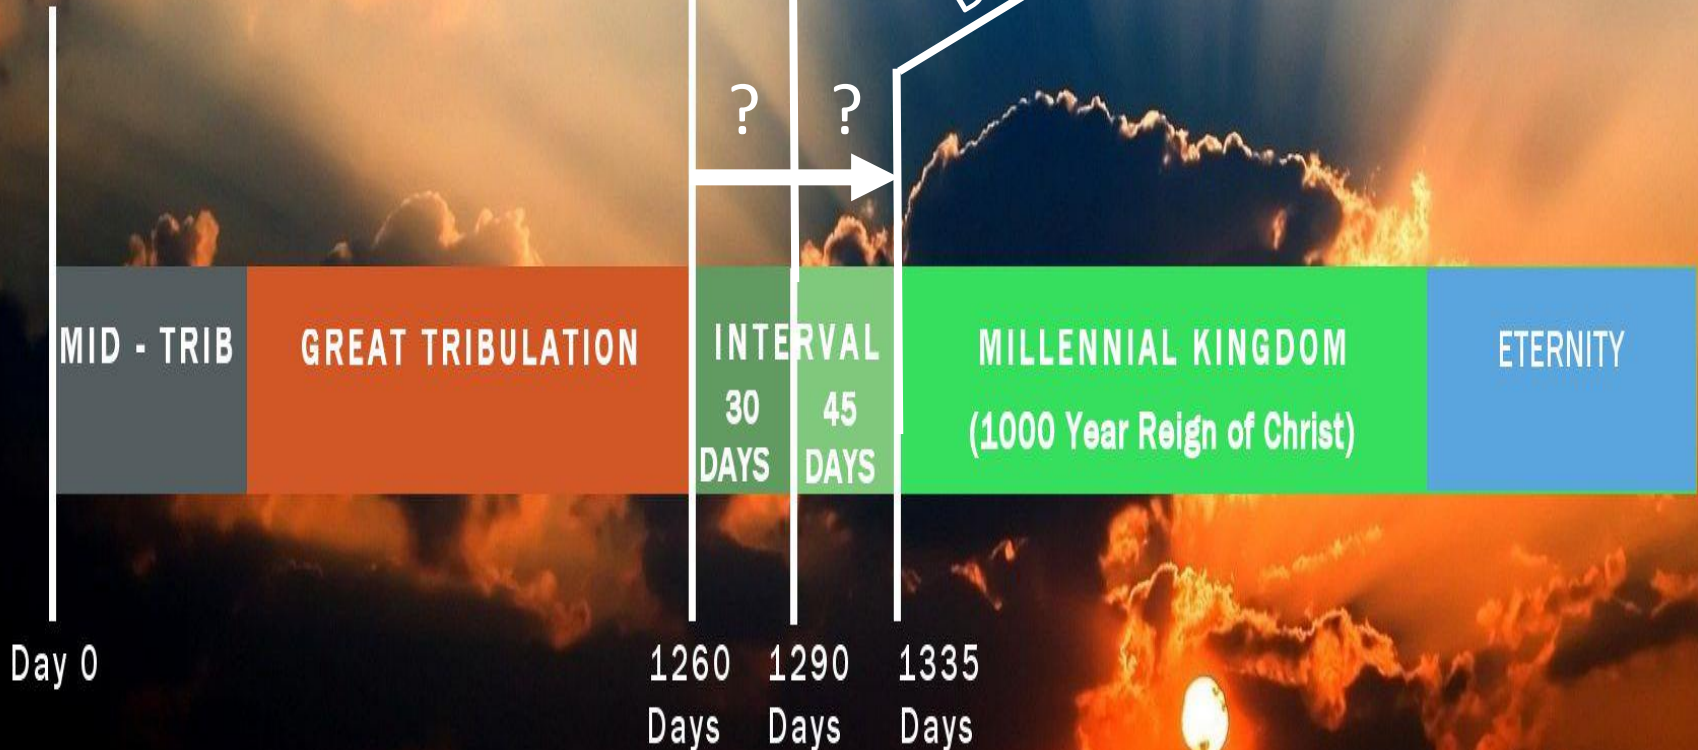 ? ?
MID - TRIB
GREAT TRIBULATION
INTERVAL
30 45
DAYS DAYS
MILLENNIAL KINGDOM
(1000 Year Reign of Christ)
ETERNITY
Day 0
1260 1290 1335
Days Days Days